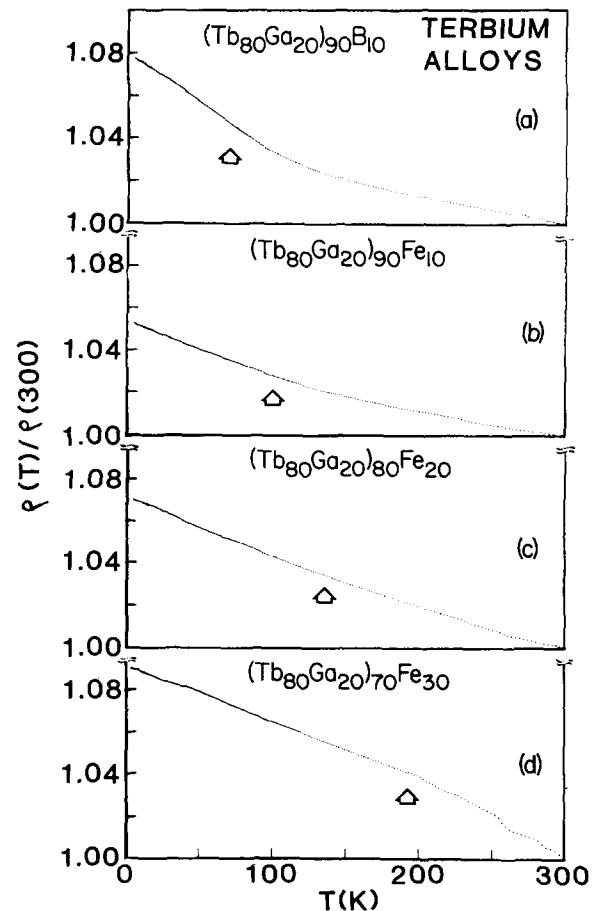 (Tb80Ga20)90B10
TERBIUM
ALLOYS
1.08
1.04
1.00
(a)
(Tb80Ga20)90Fe10
1.08
1.04
1.00
(b)
(Tb80Ga20)80Fe20
1.08
1.04
1.00
(c)
(Tb80Ga20)70Fe30
1.08
1.04
1.00
(d)
ρ(T)/ρ(300)
0 100 200 300
T(K)